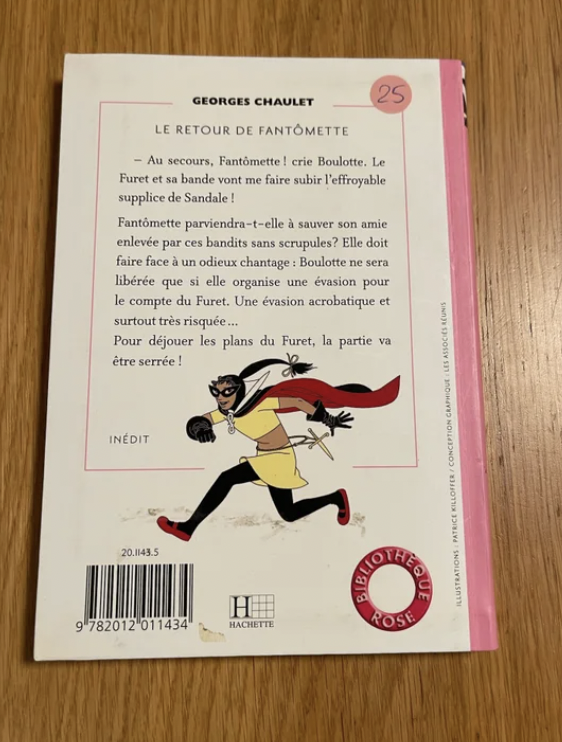 GEORGES CHAULET
25
LE RETOUR DE FANTÔMETTE
– Au secours, Fantômette ! crie Boulotte. Le
Furet et sa bande vont me faire subir l'effroyable
supplice de Sandale !
Fantômette parviendra-t-elle à sauver son amie
enlevée par ces bandits sans scrupules? Elle doit
faire face à un odieux chantage : Boulotte ne sera
libérée que si elle organise une évasion pour
le compte du Furet. Une évasion acrobatique et
surtout très risquée...
Pour déjouer les plans du Furet, la partie va
être serrée !
INÉDIT
ILLUSTRATIONS : PATRICE KILLOFFER / CONCEPTION GRAPHIQUE : LES ASSOCIÉS RÉUNIS
20.1143.5
9 782012 011434
H
HACHETTE
BIBLIOTHÈQUE
ROSE